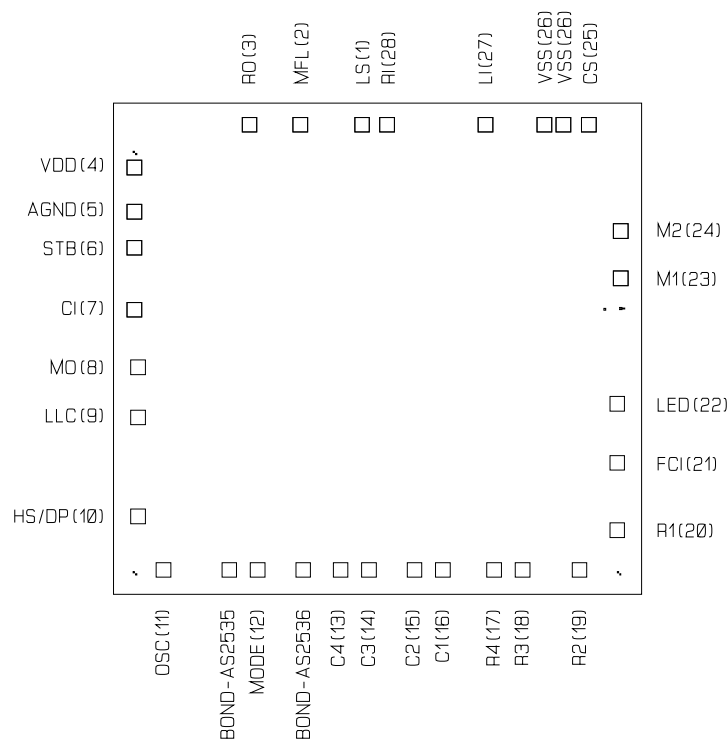 RO(3)
MFL(2)
LS(1)
RI(28)
LI(27)
VSS(26)
VSS(26)
CS(25)
VDD(4)
AGND(5)
STB(6)
CI(7)
MO(8)
LLC(9)
HS/DP(10)
M2(24)
M1(23)
LED(22)
FCI(21)
R1(20)
OSC(11)
BOND-AS2535
MODE(12)
BOND-AS2536
C4(13)
C3(14)
C2(15)
C1(16)
R4(17)
R3(18)
R2(19)